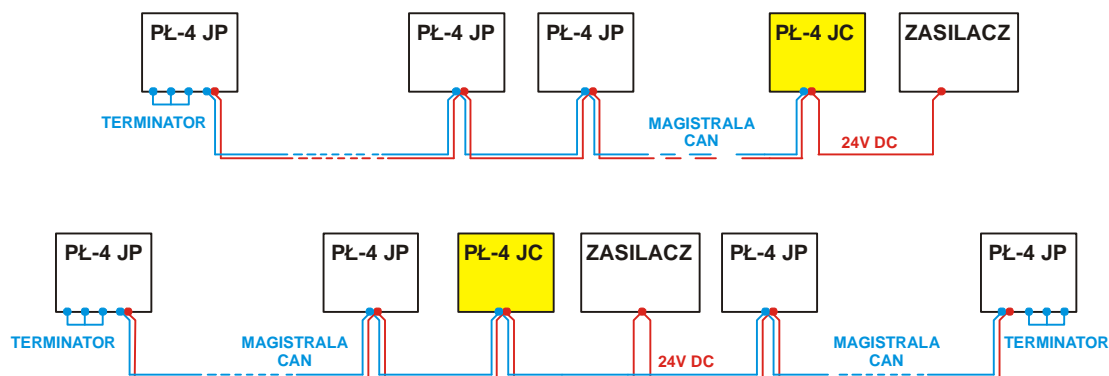 PŁ-4 JP
PŁ-4 JP
PŁ-4 JP
PŁ-4 JC
ZASILACZ
TERMINATOR
MAGISTRALA
CAN
24V DC
PŁ-4 JP
PŁ-4 JP
PŁ-4 JC
ZASILACZ
PŁ-4 JP
PŁ-4 JP
TERMINATOR
MAGISTRALA
CAN
24V DC
MAGISTRALA
CAN
TERMINATOR